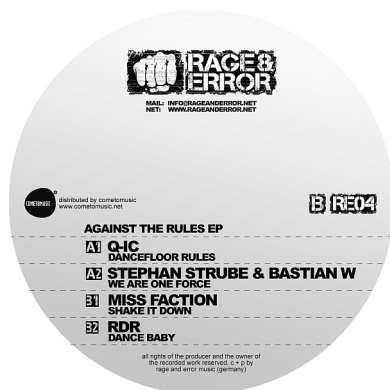 RAGE &
ERROR
MAIL: INFO@RAGEANDERROR.NET
NET: WWW.RAGEANDERROR.NET
COMETOMUSIC
distributed by cometomusic
www.cometomusic.net
B RE04
AGAINST THE RULES EP
A1 Q-IC
DANCEFLOOR RULES
A2 STEPHAN STRUBE & BASTIAN W
WE ARE ONE FORCE
B1 MISS FACTION
SHAKE IT DOWN
B2 RDR
DANCE BABY
all rights of the producer and the owner of
the recorded work reserved. c + p by
rage and error music (germany)